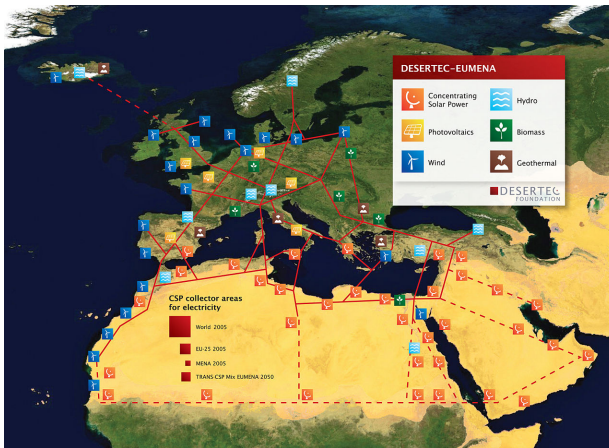 DESERTEC-EUMENA
Concentrating
Solar Power
Hydro
Photovoltaics
Biomass
Wind
Geothermal
DESERTEC
FOUNDATION
CSP collector areas
for electricity
World 2005
EU-25 2005
MENA 2005
TRANS CSP Mix EUMENA 2050